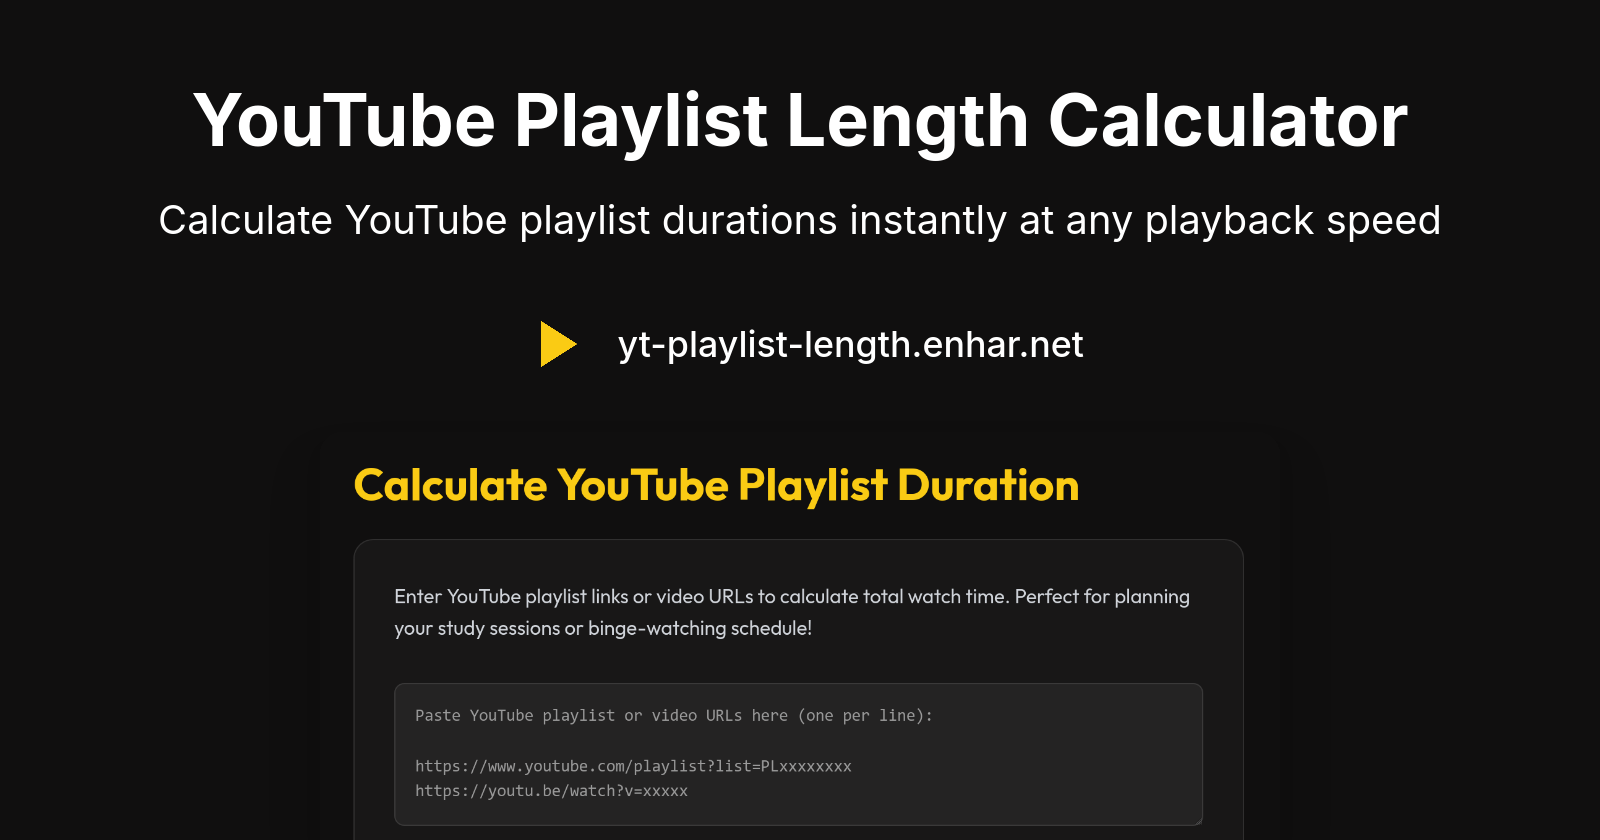 YouTube Playlist Length Calculator
Calculate YouTube playlist durations instantly at any playback speed
yt-playlist-length.enhar.net
Calculate YouTube Playlist Duration
Enter YouTube playlist links or video URLs to calculate total watch time. Perfect for planning
your study sessions or binge-watching schedule!
Paste YouTube playlist or video URLs here (one per line):
https://www.youtube.com/playlist?list=PLxxxxxxxx
https://youtu.be/watch?v=xxxxx